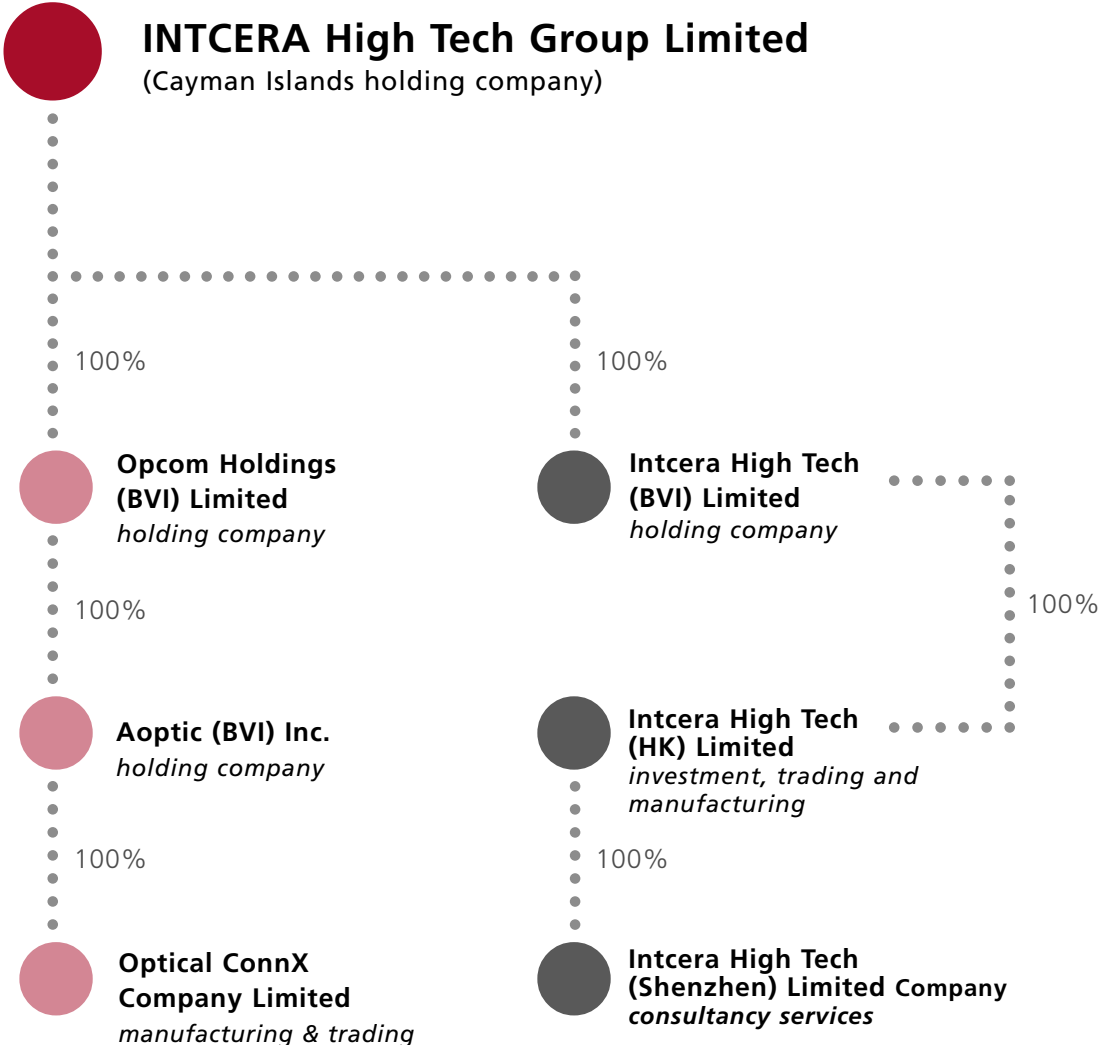 INTCERA High Tech Group Limited
(Cayman Islands holding company)
100%
100%
Opcom Holdings
(BVI) Limited
holding company
Intcera High Tech
(BVI) Limited
holding company
100%
100%
Aoptic (BVI) Inc.
holding company
Intcera High Tech
(HK) Limited
investment, trading and
manufacturing
100%
100%
Optical ConnX
Company Limited
manufacturing & trading
Intcera High Tech
(Shenzhen) Limited Company
consultancy services